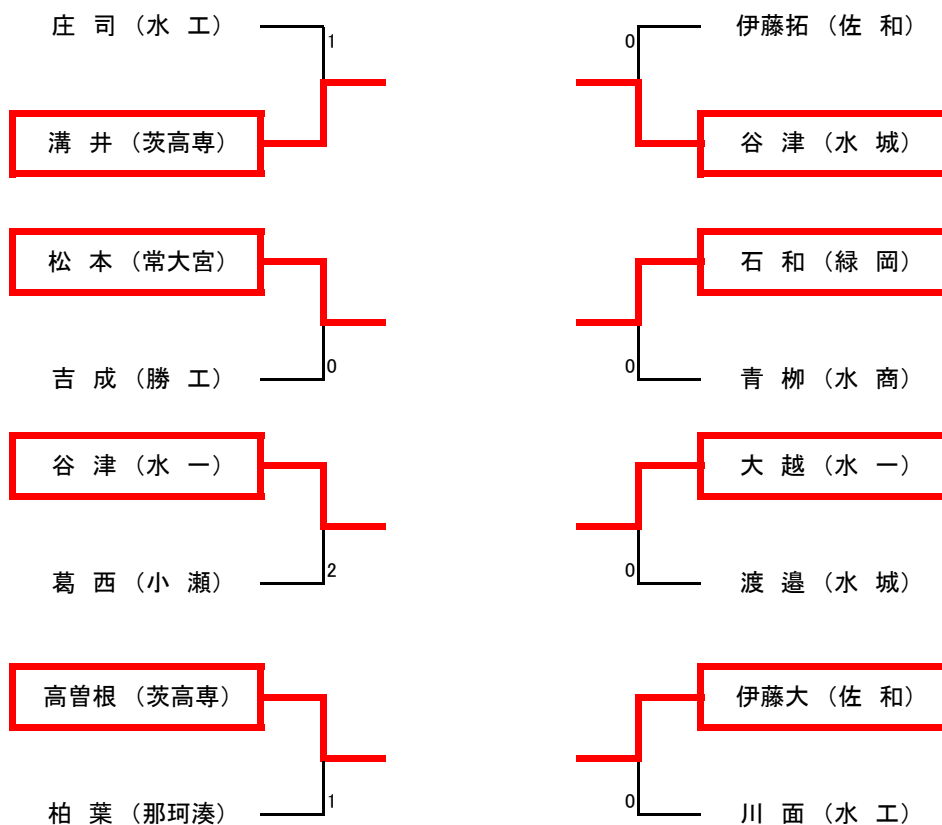 庄 司 (水 工)
1
溝 井 (茨高専)
松 本 (常大宮)
0
吉 成 (勝 工)
谷 津 (水 一)
2
葛 西 (小 瀬)
高曽根 (茨高専)
1
柏 葉 (那珂湊)
伊藤拓 (佐 和)
0
谷 津 (水 城)
石 和 (緑 岡)
0
青 栁 (水 商)
大 越 (水 一)
0
渡 邉 (水 城)
伊藤大 (佐 和)
0
川 面 (水 工)